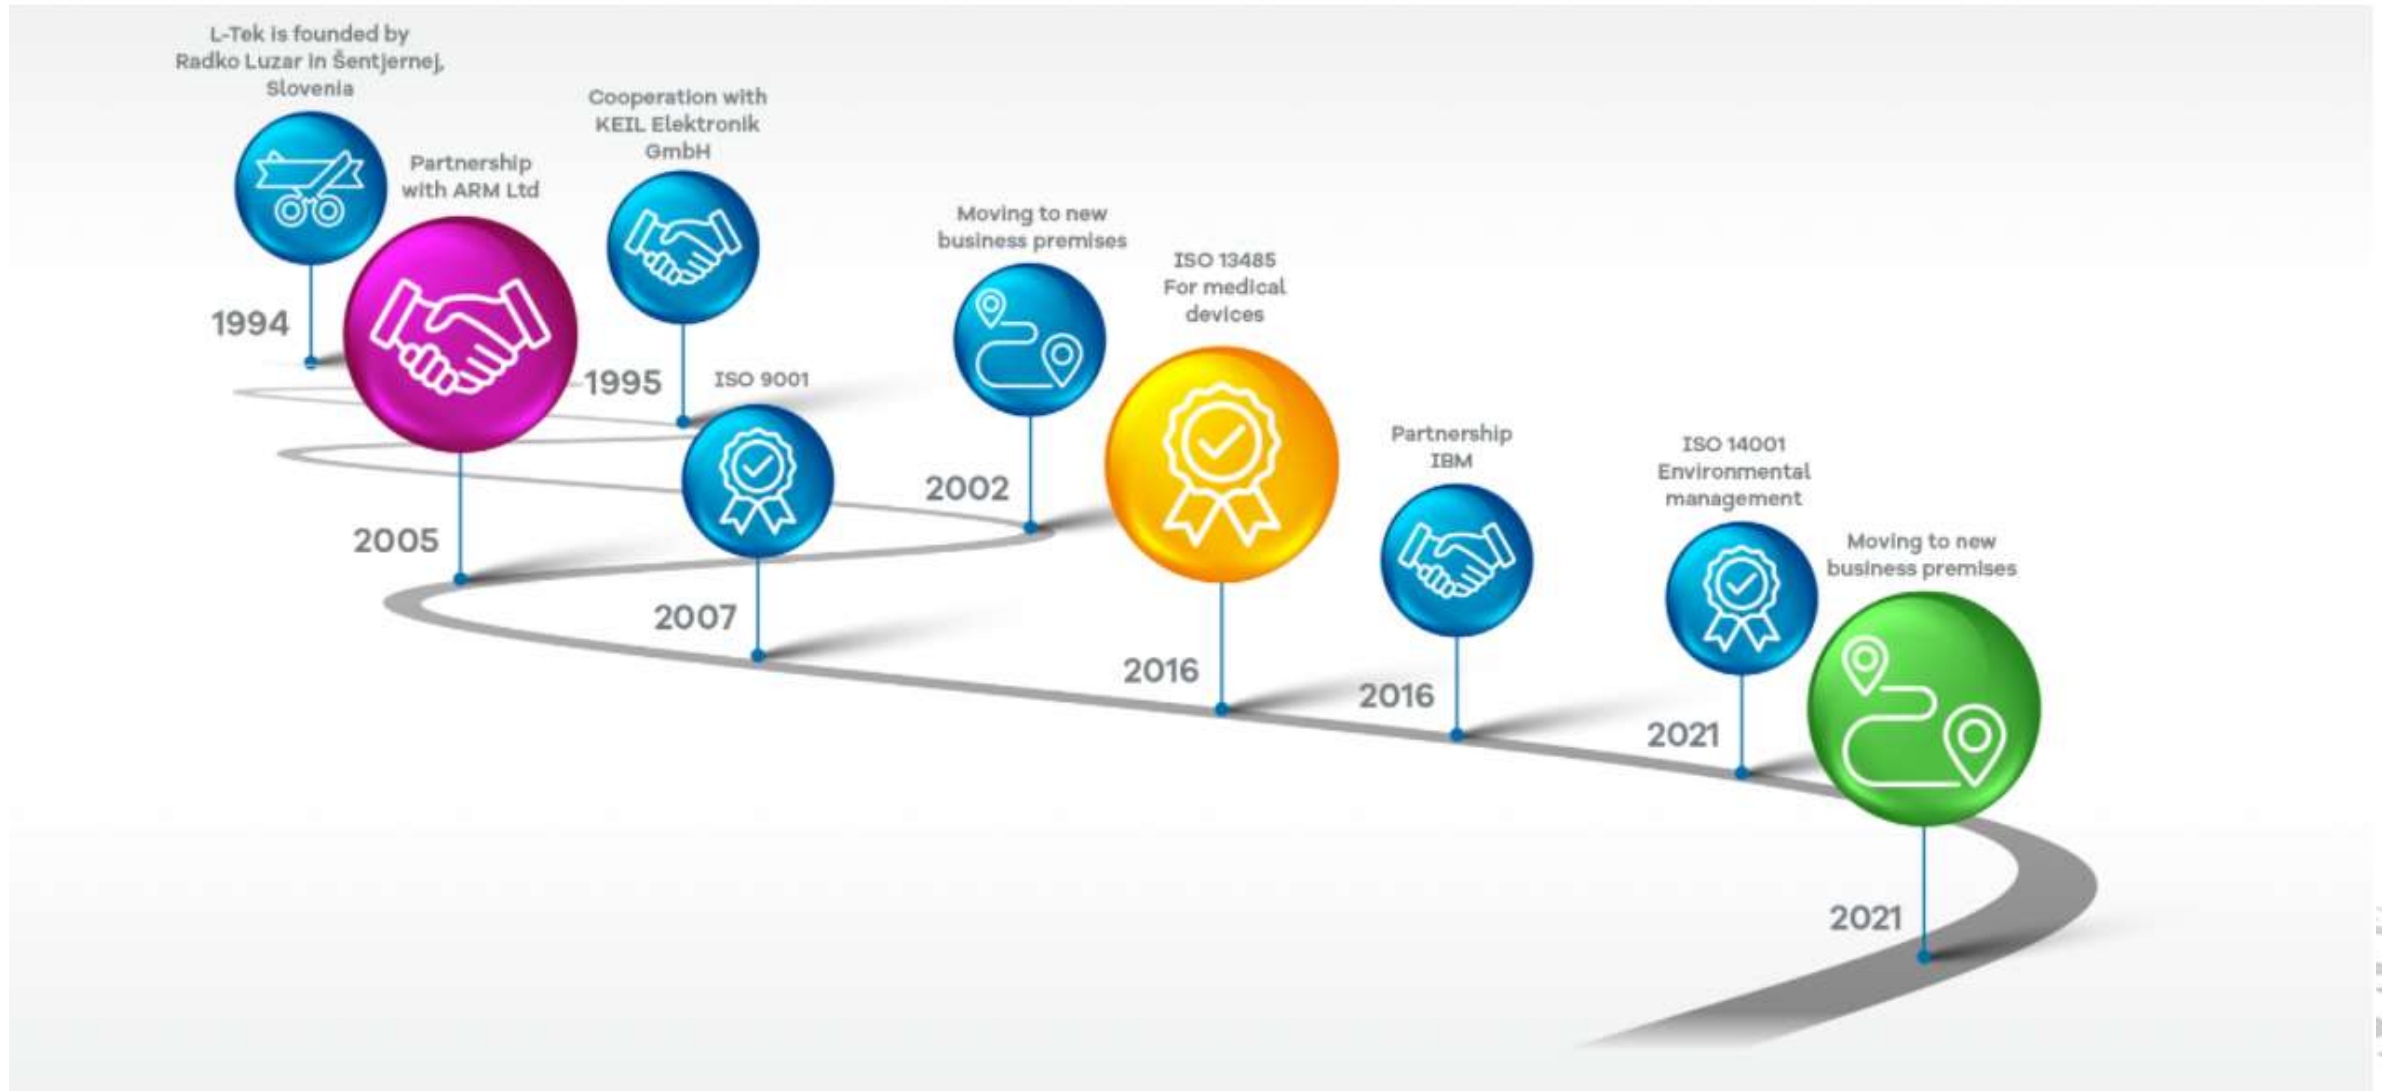 L-Tek is founded by
Radko Luzar in Šentjernej,
Slovenia
1994
Cooperation with
KEIL Elektronik
GmbH
1995
Moving to new
business premises
2002
Partnership
with ARM Ltd
2005
ISO 9001
2007
ISO 13485
For medical
devices
2016
Partnership
IBM
2016
ISO 14001
Environmental
management
2021
Moving to new
business premises
2021